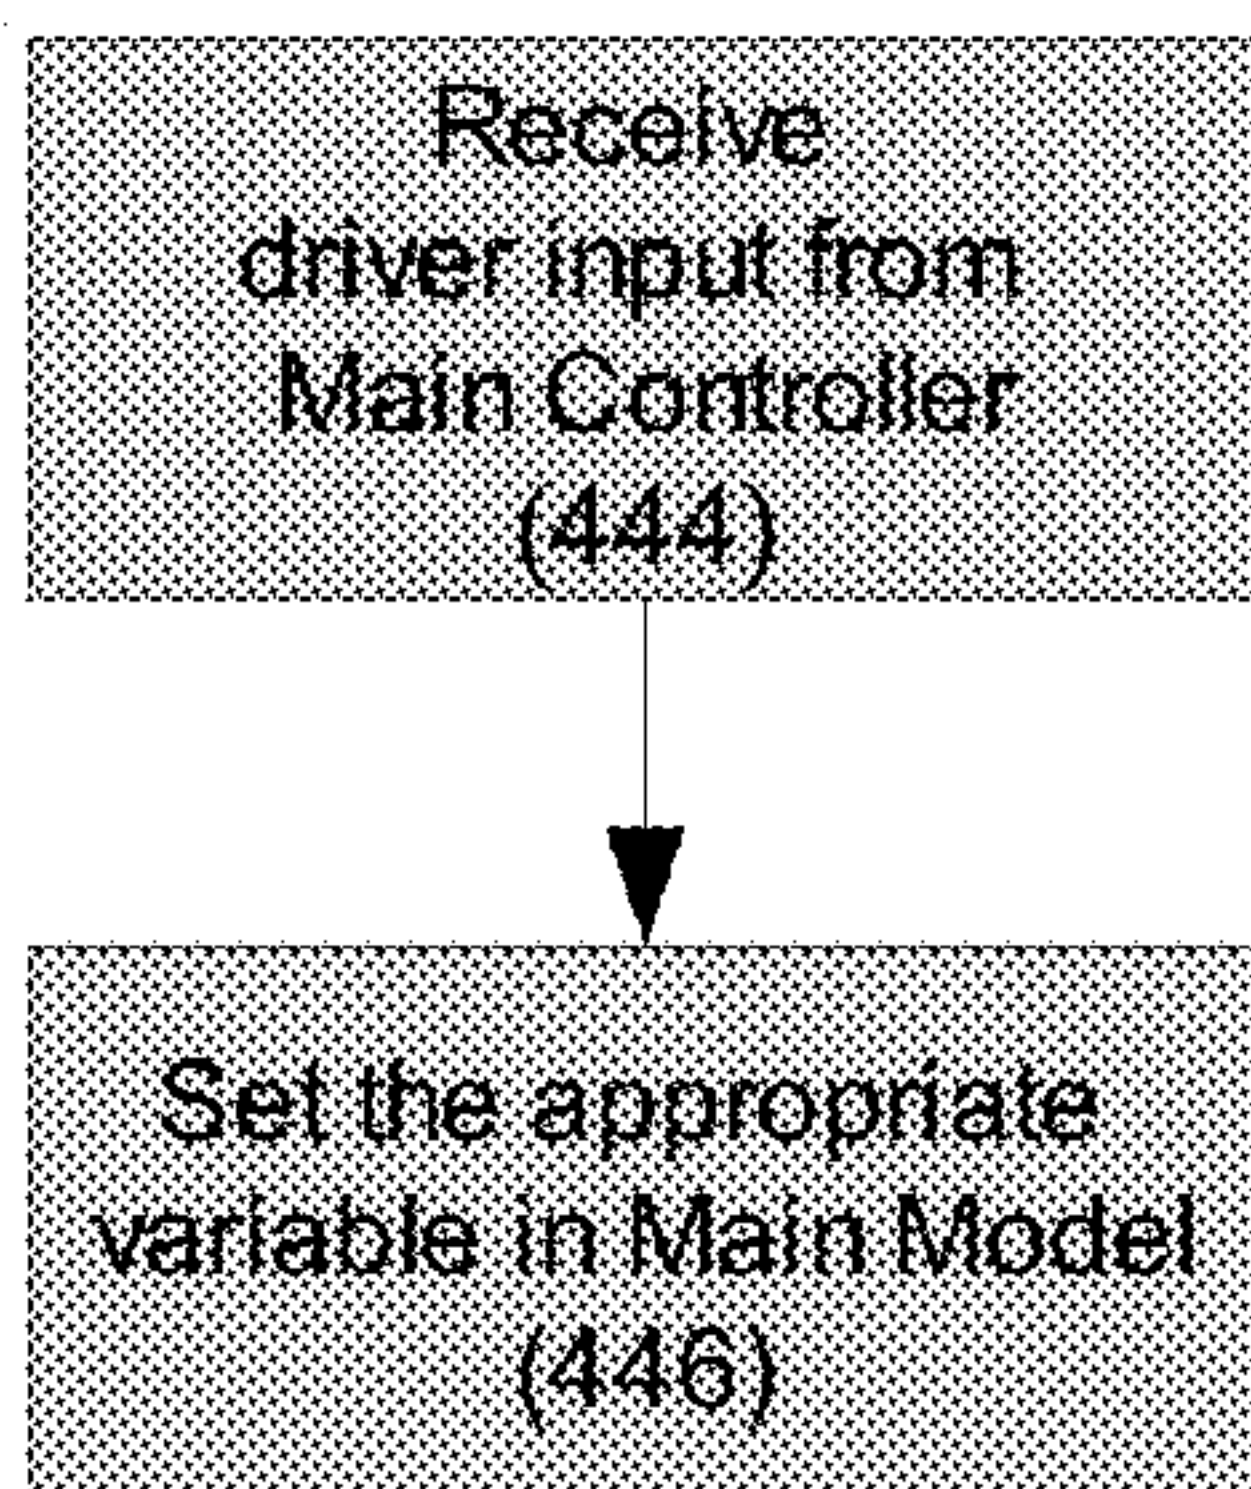 Receive
driver input from
Main Controller
(444)
Set the appropriate
variable in Main Model
(446)